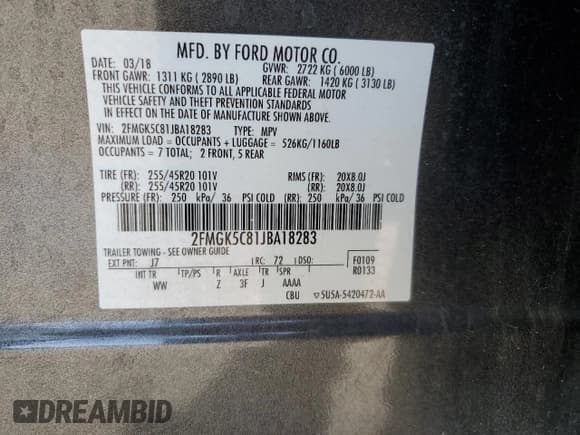 MFD. BY FORD MOTOR CO.
DATE: 03/18 GVWR: 2722 KG ( 6000 LB)
FRONT GAWR: 1311 KG ( 2890 LB) REAR GAWR: 1420 KG ( 3130 LB)
THIS VEHICLE CONFORMS TO ALL APPLICABLE FEDERAL MOTOR
VEHICLE SAFETY AND THEFT PREVENTION STANDARDS
IN EFFECT ON THE DATE OF MANUFACTURE SHOWN ABOVE.
VIN: 2FMGK5C81JBA18283 TYPE: MPV
MAXIMUM LOAD = OCCUPANTS + LUGGAGE = 526KG/1160LB
OCCUPANTS = 7 TOTAL; 2 FRONT, 5 REAR
TIRE (FR): 255/45R20 101V RIMS (FR): 20X8.0J
(RR): 255/45R20 101V (RR): 20X8.0J
PRESSURE (FR): 250 kPa/ 36 PSI COLD (RR): 250 kPa/ 36 PSI COLD
2FMGK5C81JBA18283
TRAILER TOWING - SEE OWNER GUIDE
EXT PNT: J7 RC: 72 DSO: F0109
R0133
INT TR TP/PS R AXLE TR SPR
WW Z 3F J AAAA
CBU 5USA-5420472-AA
DREAMBID